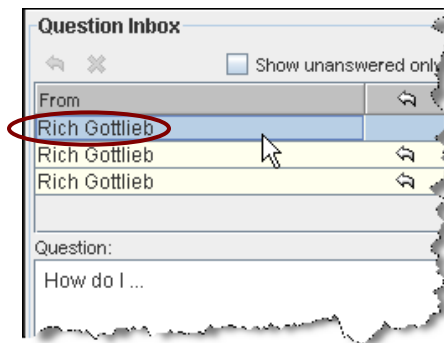 Question Inbox
Show unanswered only
From
Rich Gottlieb
Rich Gottlieb
Rich Gottlieb
Question:
How do I ...